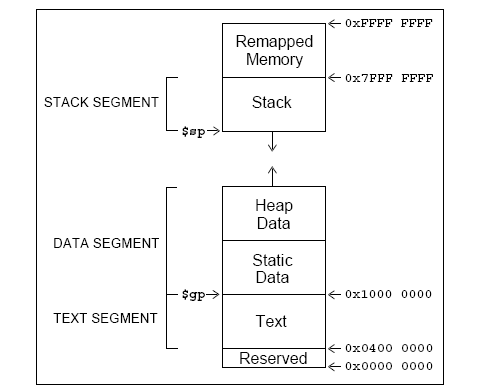 0xFFFF FFFF
Remapped
Memory
0x7FFF FFFF
STACK SEGMENT
Stack
$sp
Heap
Data
DATA SEGMENT
Static
Data
$gp
0x1000 0000
TEXT SEGMENT
Text
0x0400 0000
Reserved
0x0000 0000